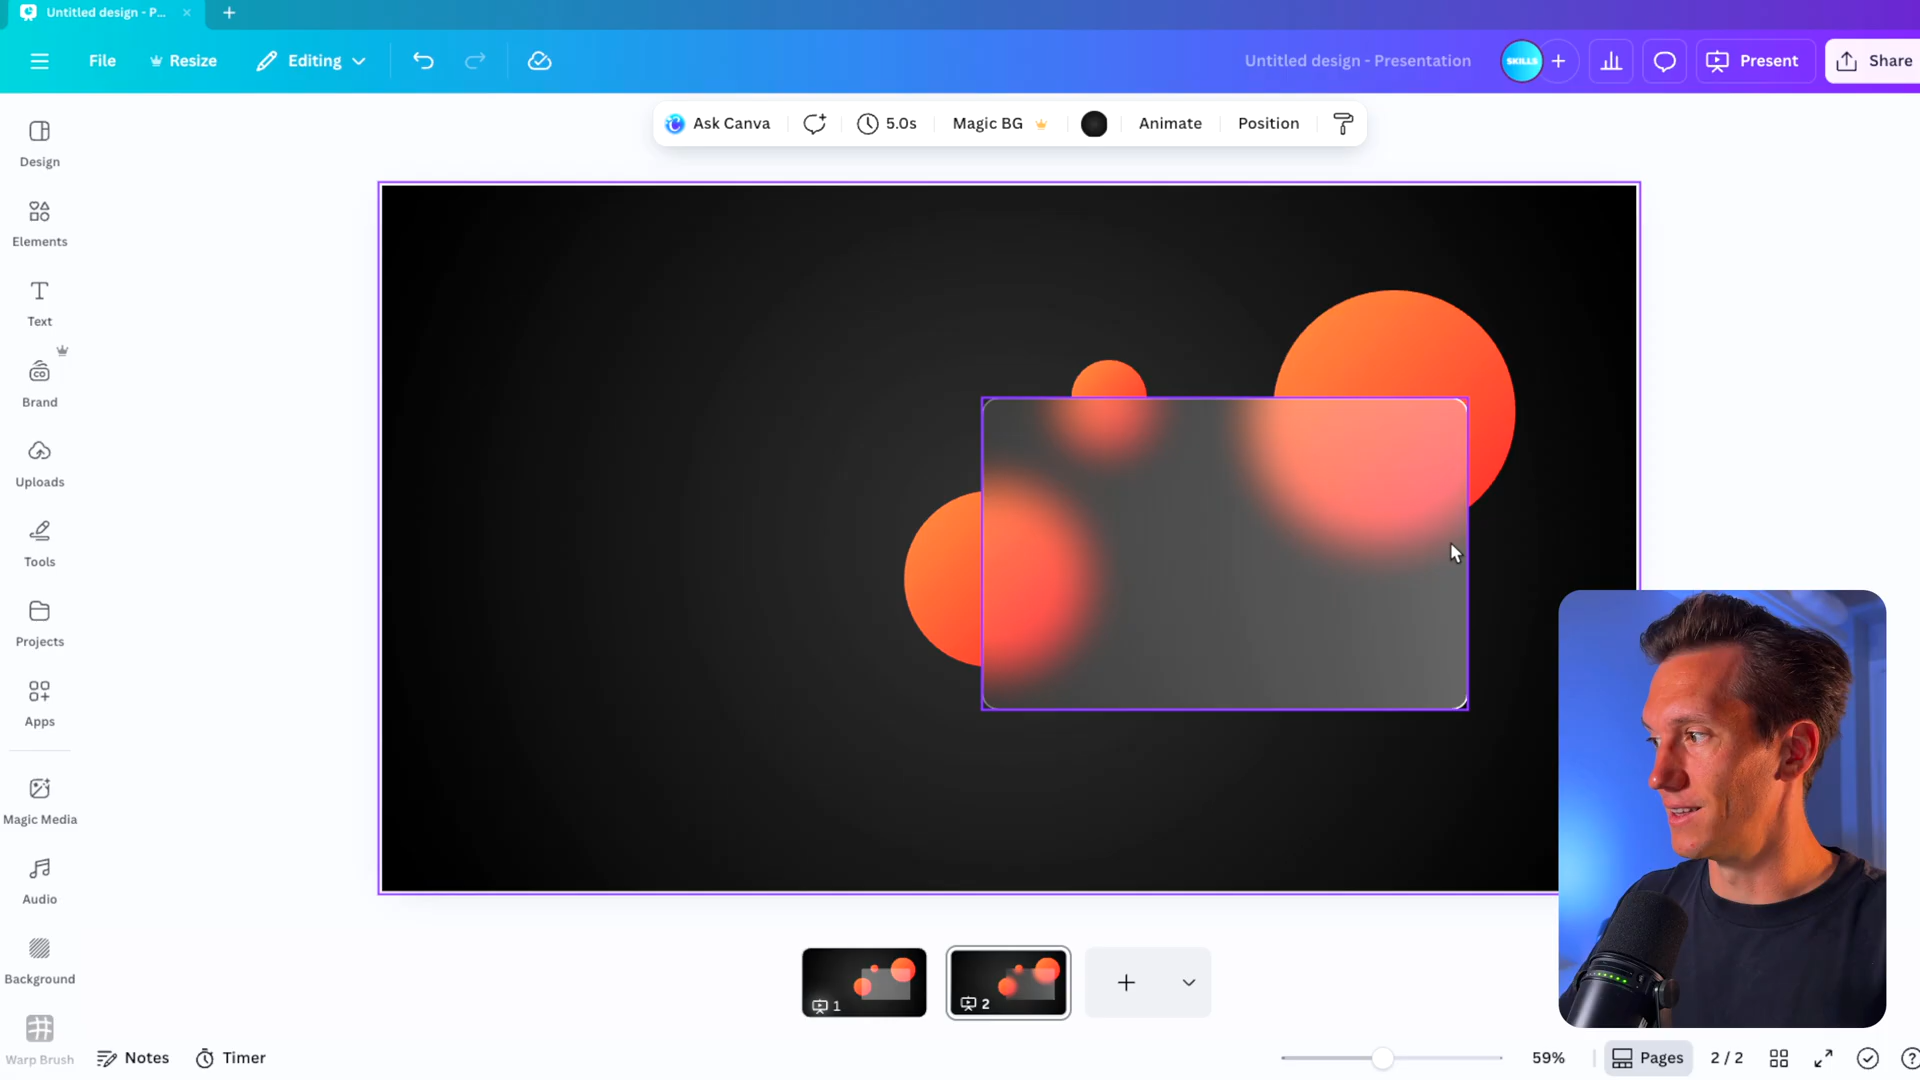 Untitled design - P...
File
Resize
Editing
Untitled design - Presentation
SKILLS
Present
Share
Ask Canva
5.0s
Magic BG
Animate
Position
Design
Elements
Text
Brand
Uploads
Tools
Projects
Apps
Magic Media
Audio
Background
Warp Brush
CO
1
2
Notes
Timer
59%
Pages
2 / 2